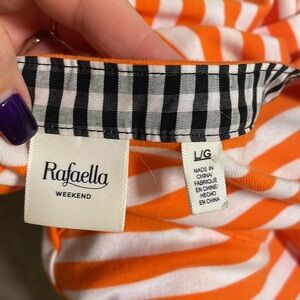 Rafaella
WEEKEND
L/G
MADE IN
CHINA/
FABRIQUE
EN CHINE/
HECHO
EN CHINA